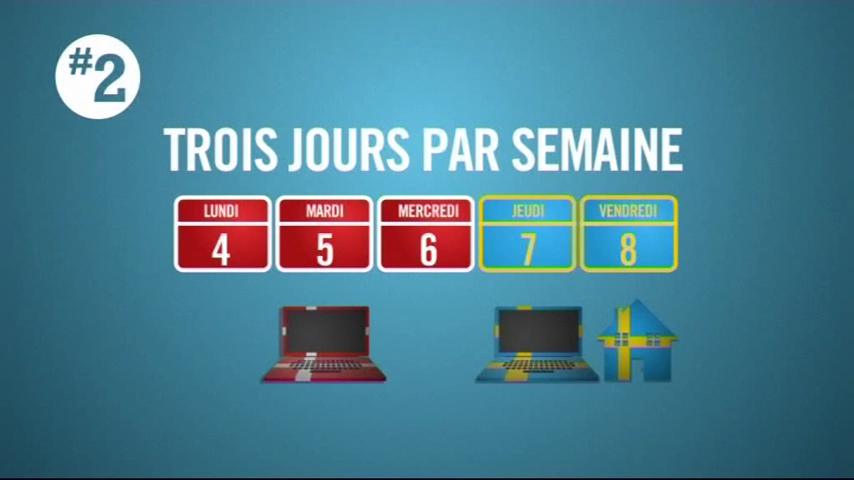 #2
TROIS JOURS PAR SEMAINE
LUNDI MARDI MERCREDI JEUDI VENDREDI
4 5 6 7 8